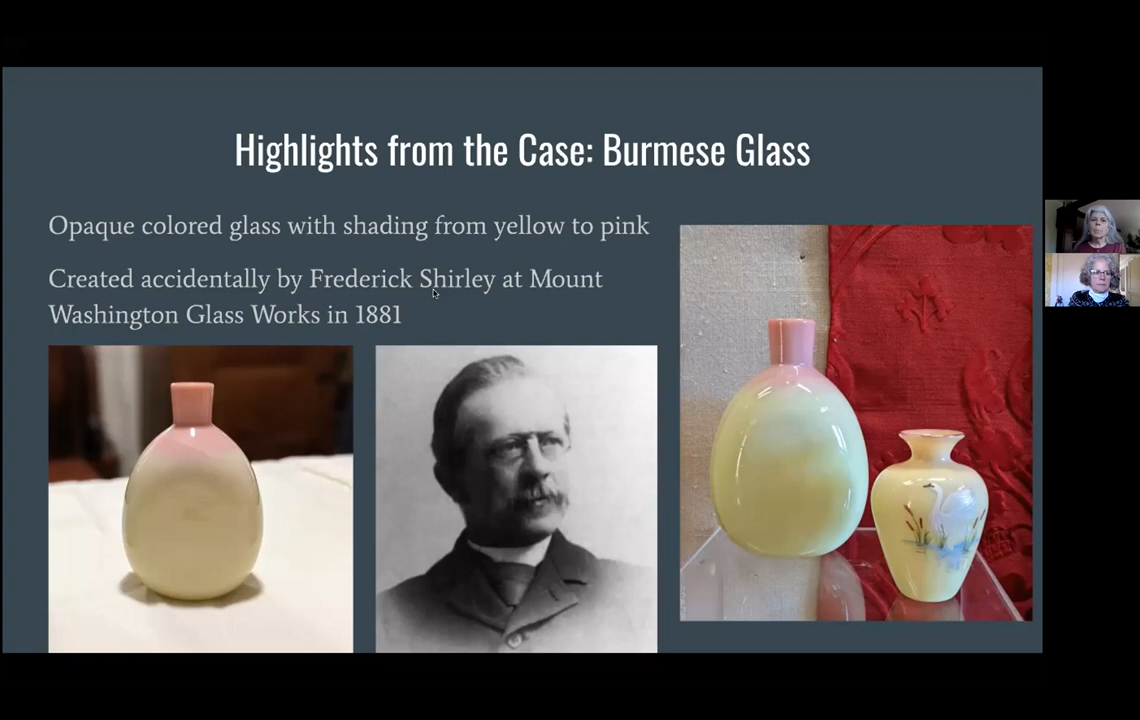 Highlights from the Case: Burmese Glass
Opaque colored glass with shading from yellow to pink
Created accidentally by Frederick Shirley at Mount
Washington Glass Works in 1881